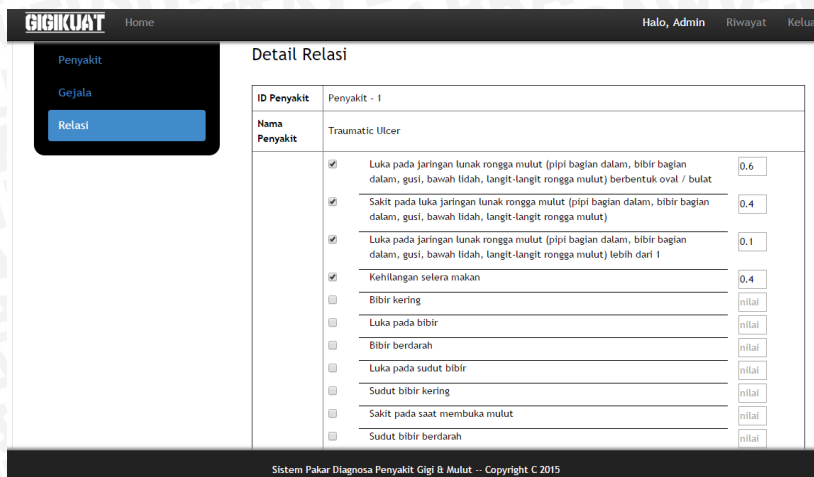 GIGIKUAT Home Halo, Admin Riwayat Kelua
Penyakit
Gejala
Relasi
Detail Relasi
ID Penyakit Penyakit - 1
Nama
Penyakit Traumatic Ulcer
Luka pada jaringan lunak rongga mulut (pipi bagian dalam, bibir bagian
dalam, gusi, bawah lidah, langit-langit rongga mulut) berbentuk oval / bulat 0.6
Sakit pada luka jaringan lunak rongga mulut (pipi bagian dalam, bibir bagian
dalam, gusi, bawah lidah, langit-langit rongga mulut) 0.4
Luka pada jaringan lunak rongga mulut (pipi bagian dalam, bibir bagian
dalam, gusi, bawah lidah, langit-langit rongga mulut) lebih dari 1 0.1
Kehilangan selera makan 0.4
Bibir kering nilai
Luka pada bibir nilai
Bibir berdarah nilai
Luka pada sudut bibir nilai
Sudut bibir kering nilai
Sakit pada saat membuka mulut nilai
Sudut bibir berdarah nilai
Sistem Pakar Diagnosa Penyakit Gigi & Mulut -- Copyright C 2015